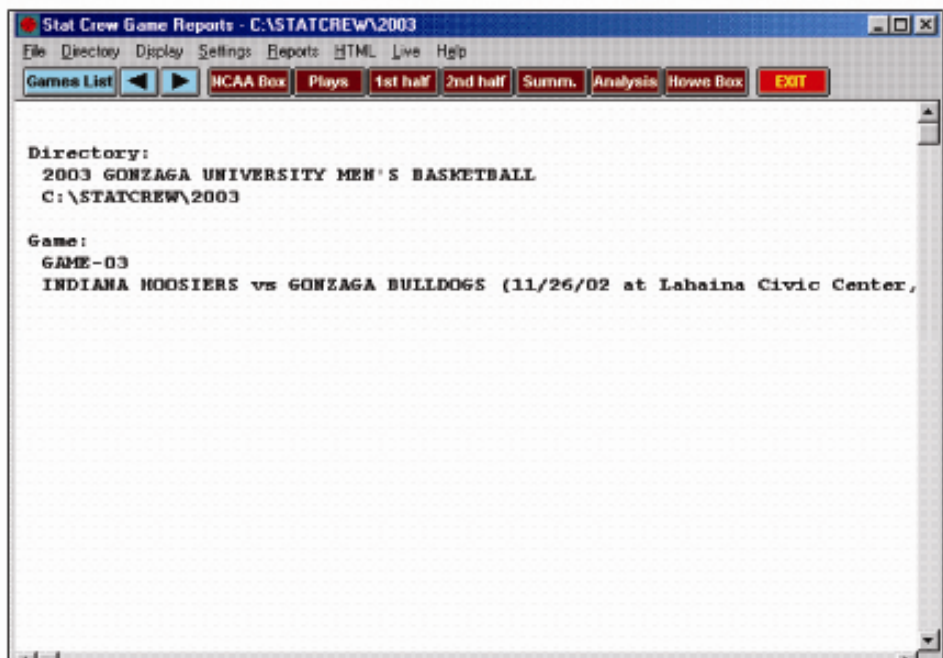 Stat Crew Game Reports - C:\STATCREW\2003
File Directory Display Settings Reports HTML Live Help
Games List NCAA Box Plays 1st half 2nd half Summ. Analysis Howe Box EXIT
Directory:
2003 GONZAGA UNIVERSITY MEN'S BASKETBALL
C:\STATCREW\2003
Game:
GAME-03
INDIANA HOOSIERS vs GONZAGA BULLDOGS (11/26/02 at Lahaina Civic Center,